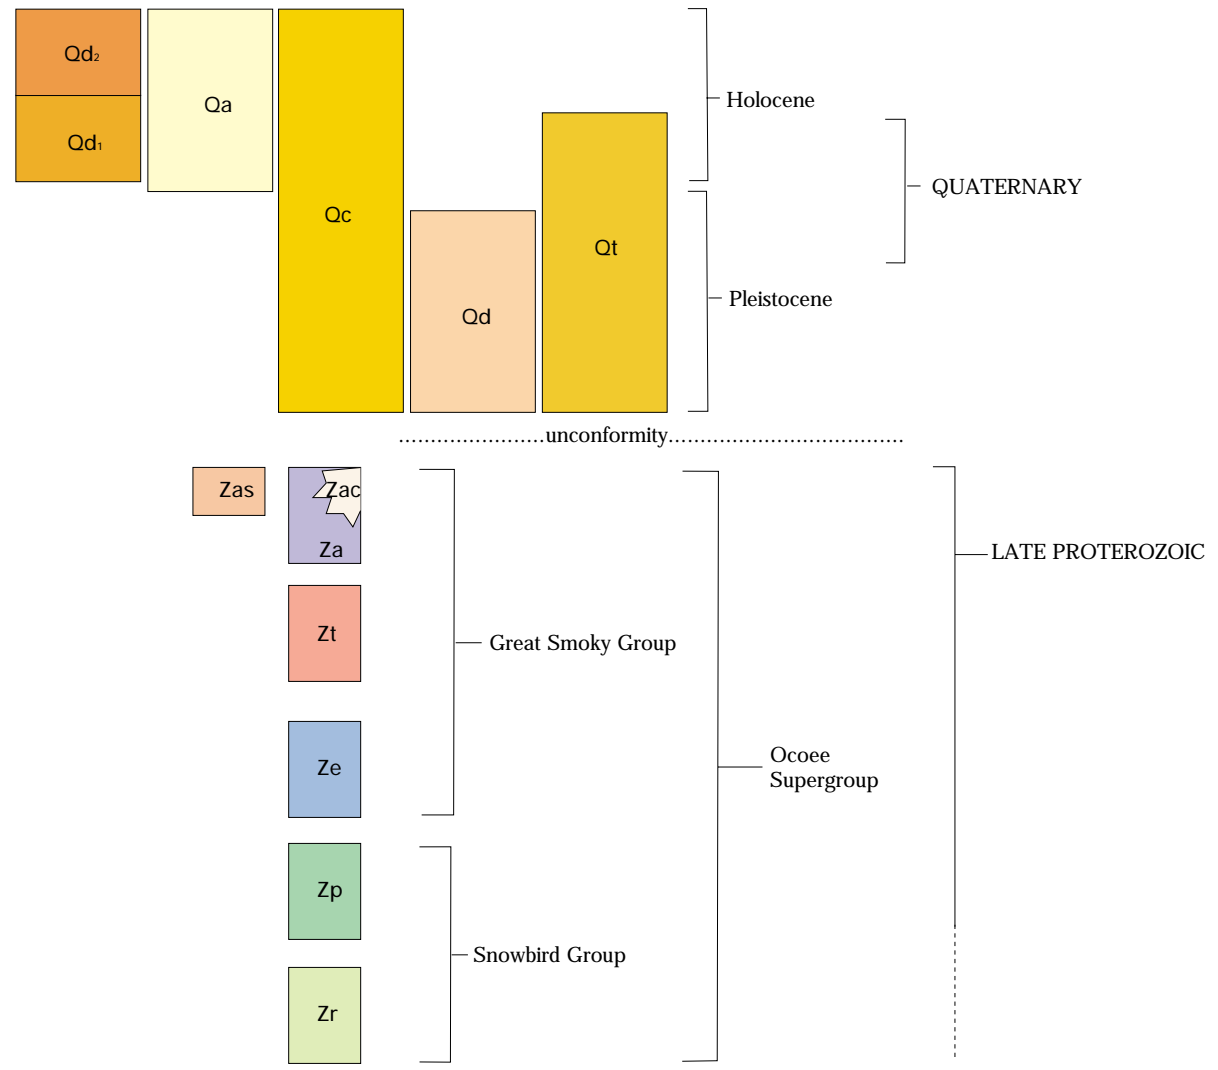 Qd₂
Qa
Qd₁
Qc
Qd
Qt
Holocene
QUATERNARY
Pleistocene
.......................unconformity.....................................
Zas
Zac
Za
Zt
Ze
Zp
Zr
Great Smoky Group
Snowbird Group
Ocoee
Supergroup
LATE PROTEROZOIC